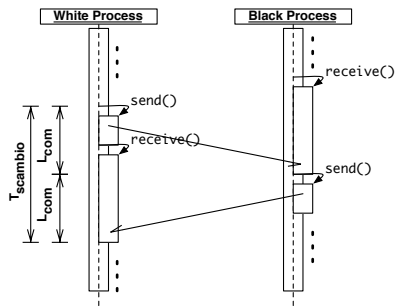 White Process
Black Process
receive()
send()
receive()
send()
Tscambio
Lcom
Lcom